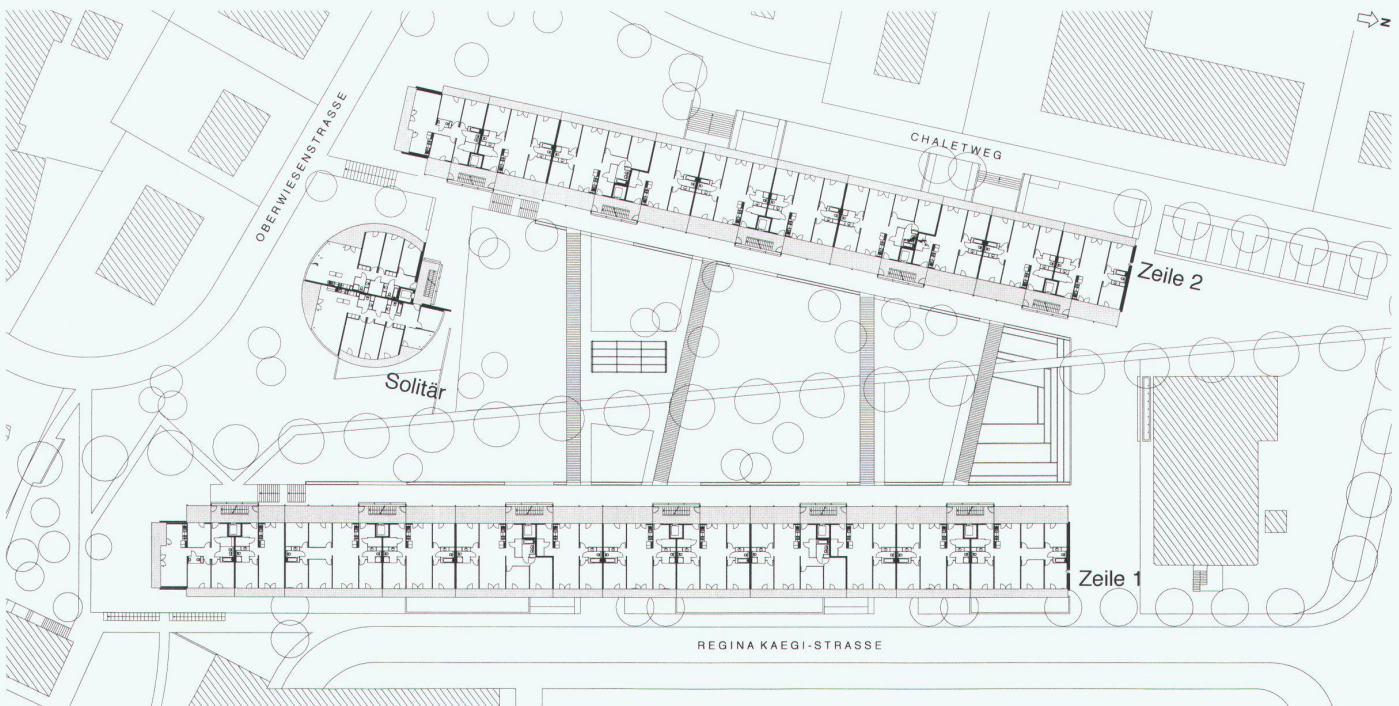 N
OBERWIESENSTRASSE
CHALETWEG
Zeile 2
Solitär
Zeile 1
REGINA KAEGI-STRASSE